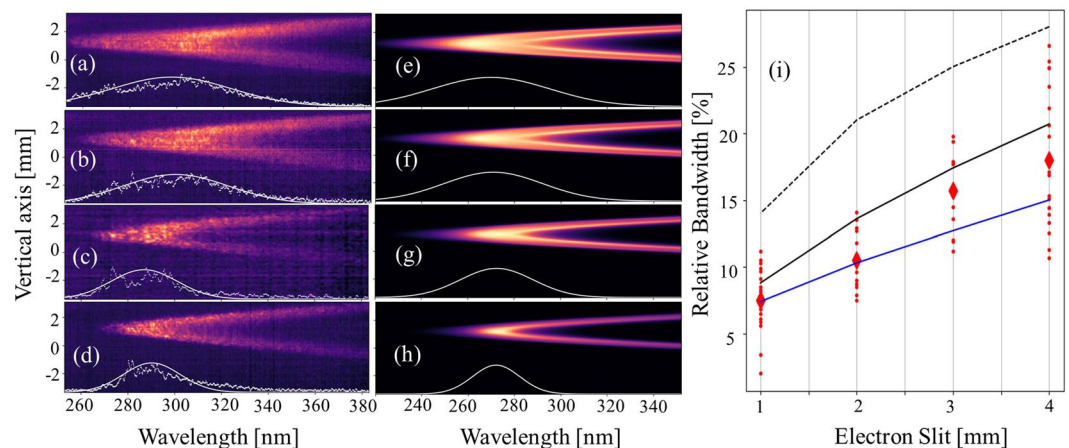 (a)
(b)
(c)
(d)
Vertical axis [mm]
2
0
-2
2
0
-2
2
0
-2
2
0
-2
260 280 300 320 340 360 380
Wavelength [nm]
(e)
(f)
(g)
(h)
240 260 280 300 320 340
Wavelength [nm]
(i)
Relative Bandwidth [%]
25
20
15
10
5
1 2 3 4
Electron Slit [mm]